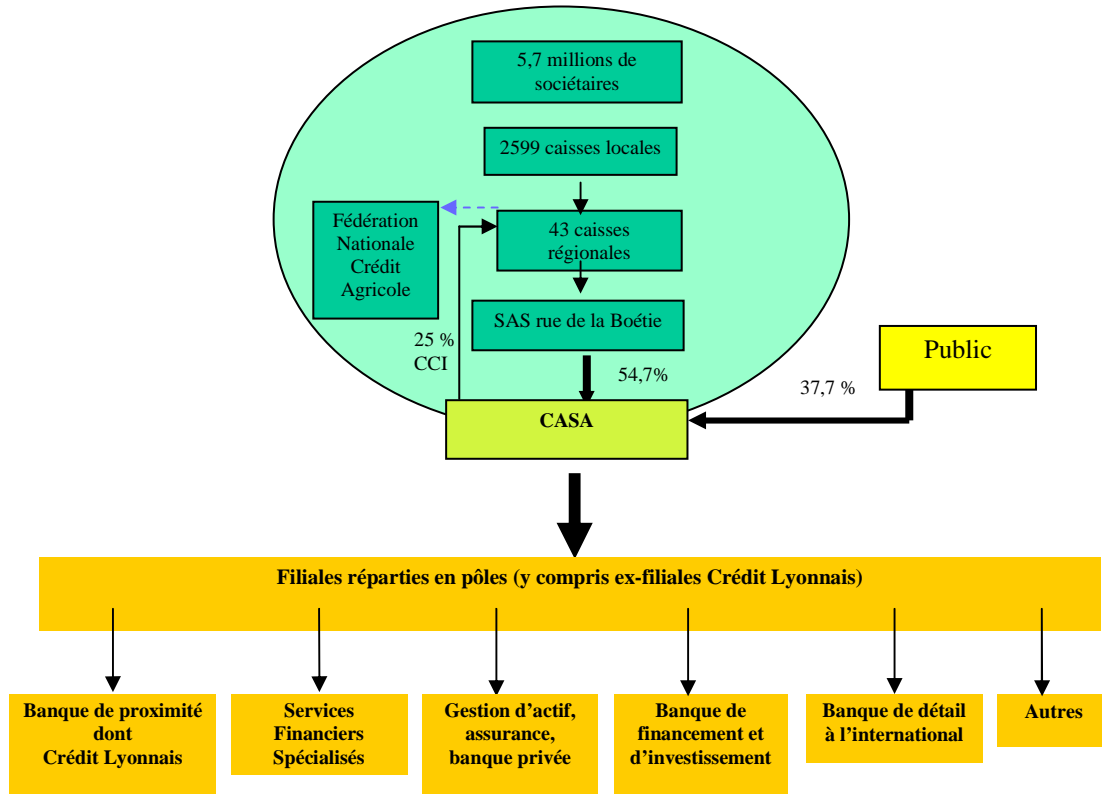 5,7 millions de
sociétaires
2599 caisses locales
Fédération
Nationale
Crédit
Agricole
43 caisses
régionales
SAS rue de la Boétie
25 %
CCI
54,7%
Public
37,7 %
CASA
Filiales réparties en pôles (y compris ex-filiales Crédit Lyonnais)
Banque de proximité
dont
Crédit Lyonnais
Services
Financiers
Spécialisés
Gestion d’actif,
assurance,
banque privée
Banque de
financement et
d’investissement
Banque de détail
à l’international
Autres